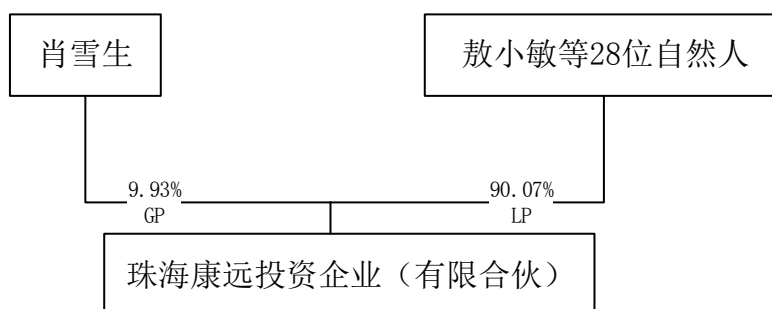 肖雪生
敖小敏等28位自然人
9.93%
90.07%
GP
LP
珠海康远投资企业（有限合伙）